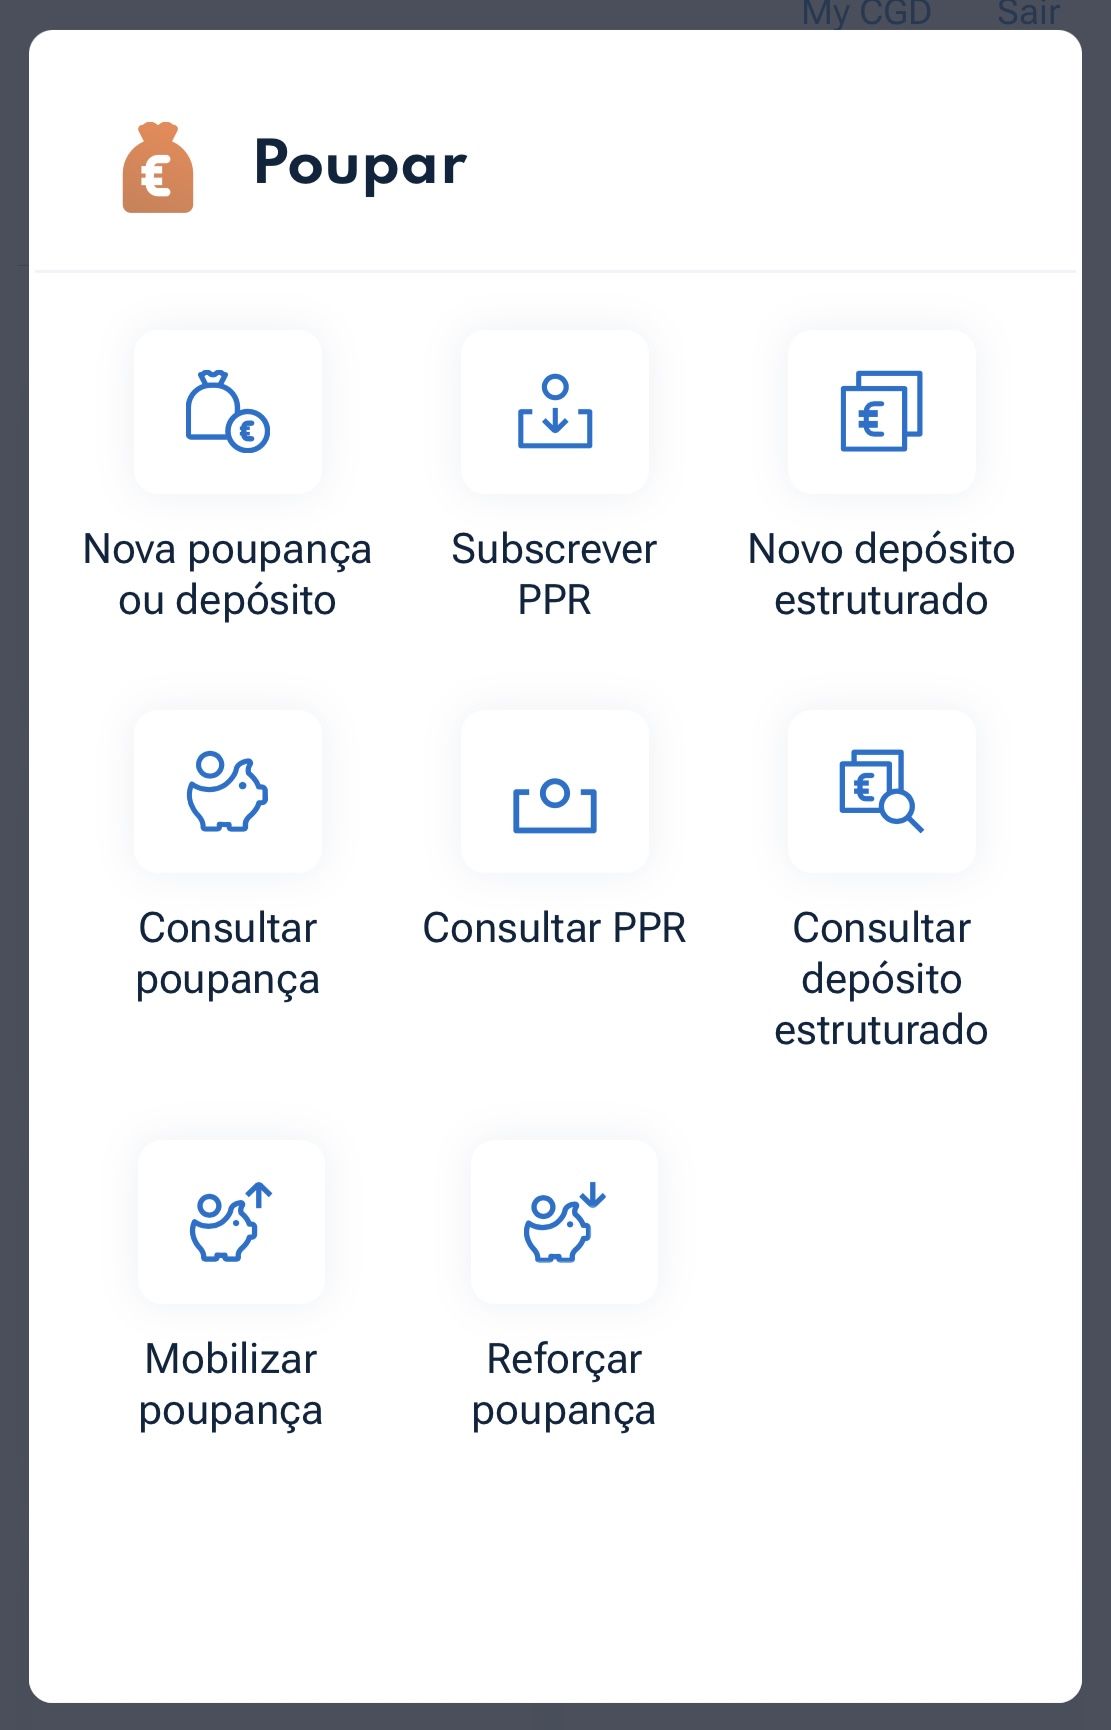 My CGD Sair
Poupar
Nova poupança
ou depósito
Subscrever
PPR
Novo depósito
estruturado
Consultar
poupança
Consultar PPR
Consultar
depósito
estruturado
Mobilizar
poupança
Reforçar
poupança